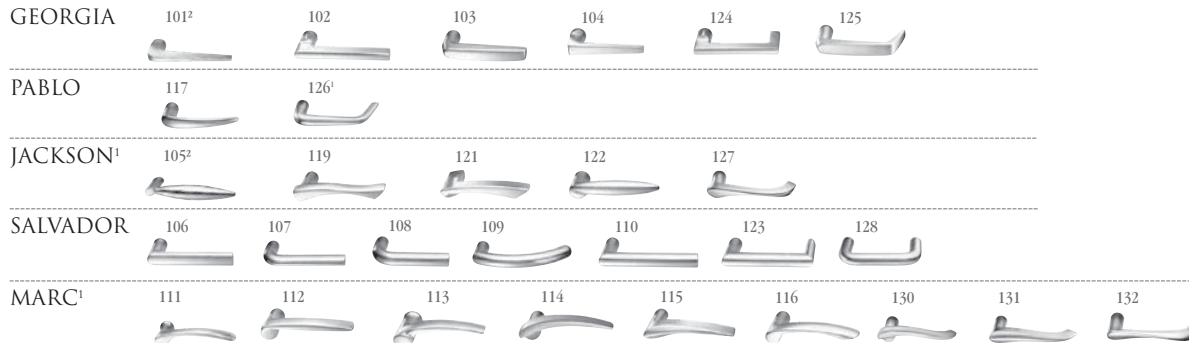 GEORGIA 101² 102 103 104 124 125
PABLO 117 126¹
JACKSON¹ 105² 119 121 122 127
SALVADOR 106 107 108 109 110 123 128
MARC¹ 111 112 113 114 115 116 130 131 132